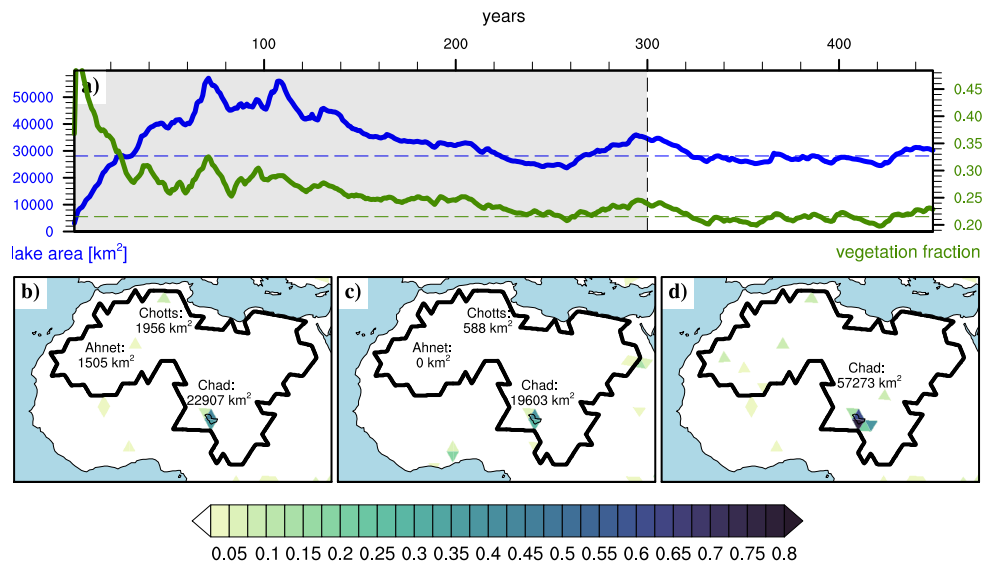 years
100 200 300 400
a)
50000
40000
30000
20000
10000
0
0.45
0.40
0.35
0.30
0.25
0.20
lake area [km²]
vegetation fraction
b)
Chotts:
1956 km²
Ahnet:
1505 km²
Chad:
22907 km²
c)
Chotts:
588 km²
Ahnet:
0 km²
Chad:
19603 km²
d)
Chad:
57273 km²
0.05 0.1 0.15 0.2 0.25 0.3 0.35 0.4 0.45 0.5 0.55 0.6 0.65 0.7 0.75 0.8